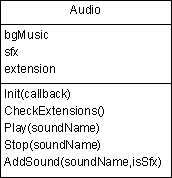 Audio
bgMusic
sfx
extension
Init(callback)
CheckExtensions()
Play(soundName)
Stop(soundName)
AddSound(soundName,isSfx)